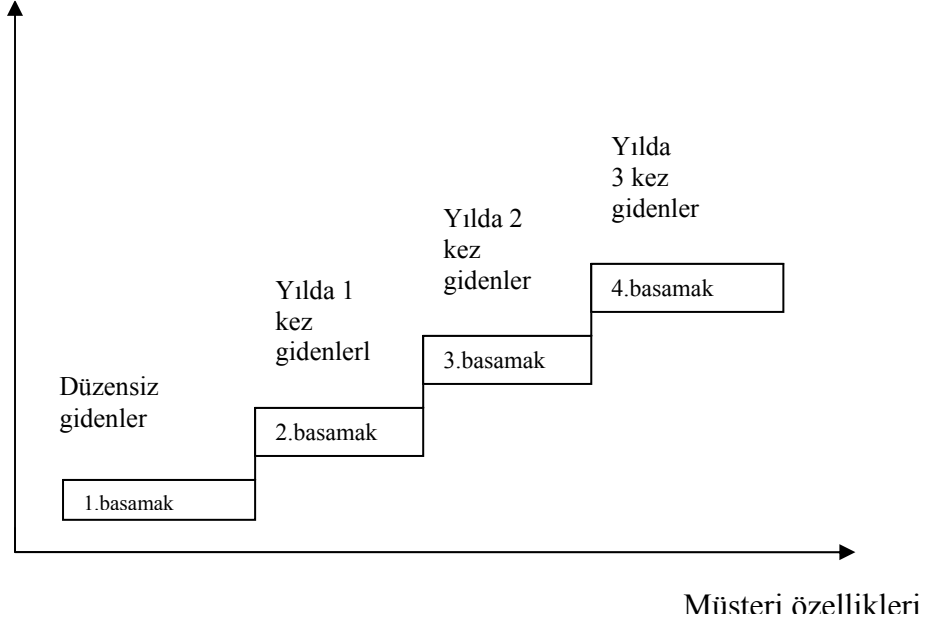 Yılda
3 kez
gidenler
Yılda 2
kez
gidenler
4.basamak
Yılda 1
kez
gidenlerl
3.basamak
Düzensiz
gidenler
2.basamak
1.basamak
Müşteri özellikleri